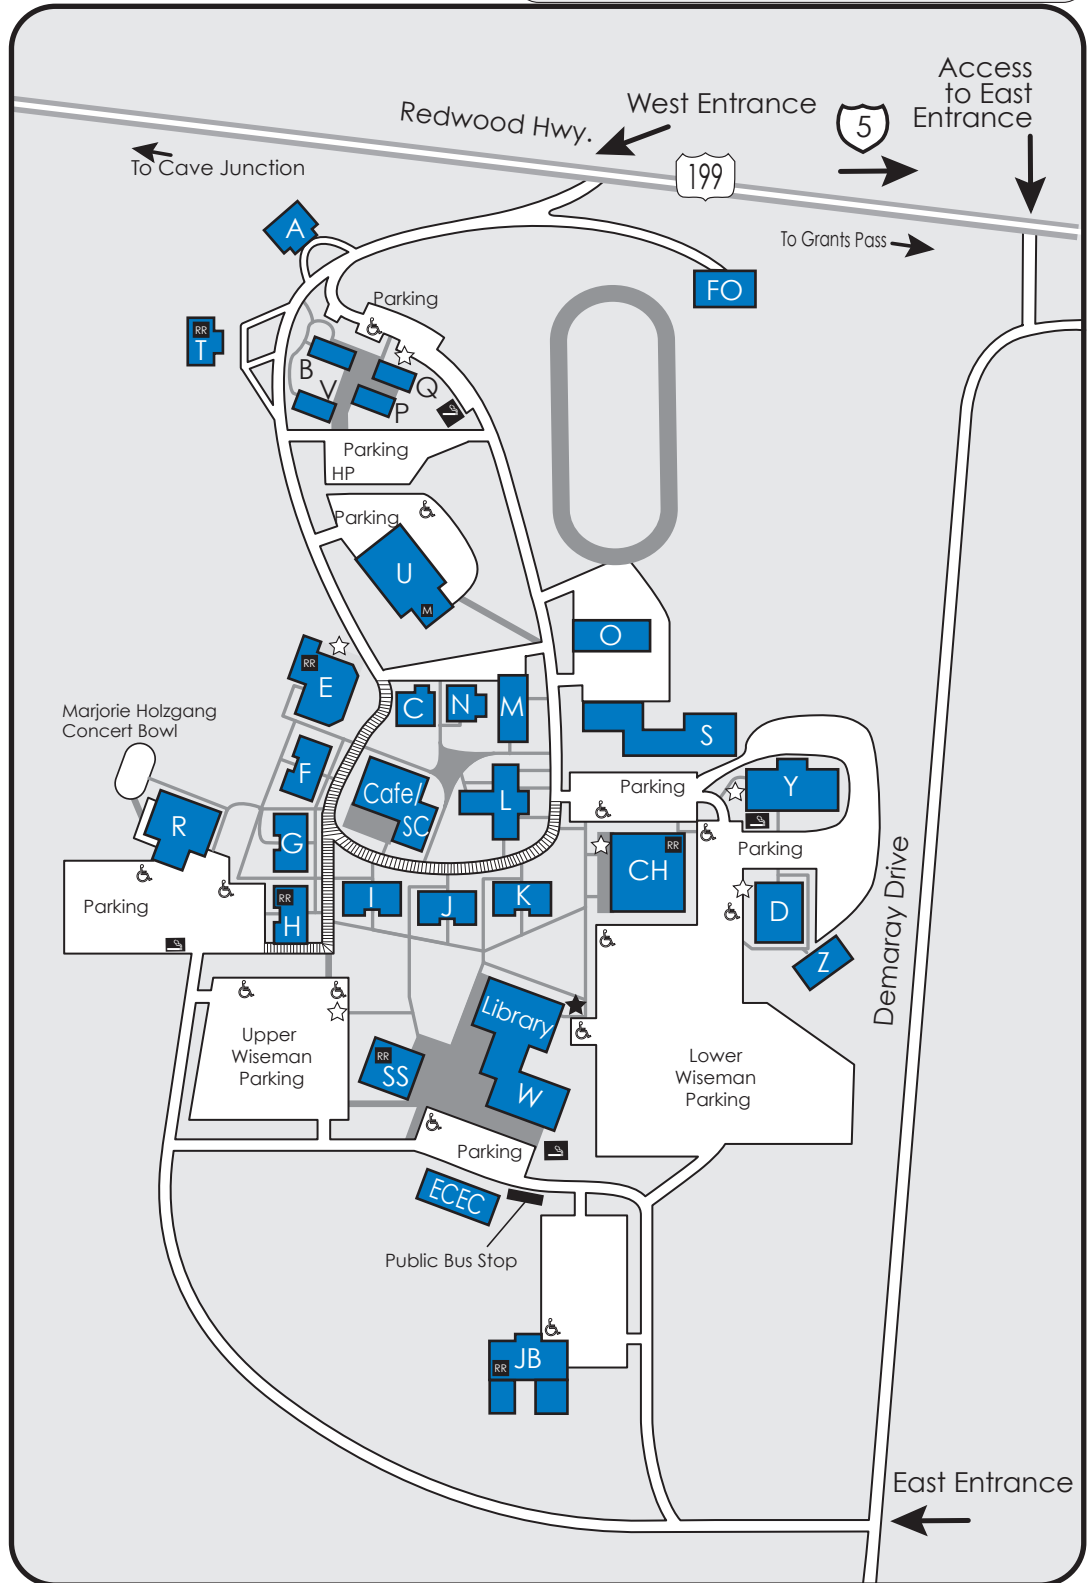 Access
to East
Entrance
West Entrance
5
Redwood Hwy.
199
To Cave Junction
To Grants Pass
A
FO
Parking
RR
T
B
V
Q
P
Parking
HP
Parking
U
M
O
E
RR
C
N
M
S
Marjorie Holzgang
Concert Bowl
F
Cafe/
SC
L
Parking
Y
R
G
CH
RR
Parking
D
Parking
RR
H
I
J
K
Z
Demaray Drive
Library
Upper
Wiseman
Parking
RR
SS
W
Lower
Wiseman
Parking
Parking
ECEC
Public Bus Stop
JB
RR
East Entrance